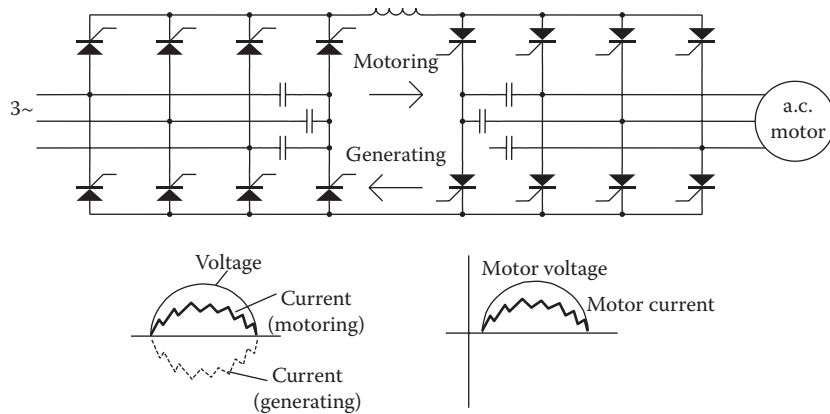 Motoring
3~
a.c.
motor
Generating
Voltage
Current
(motoring)
Current
(generating)
Motor voltage
Motor current